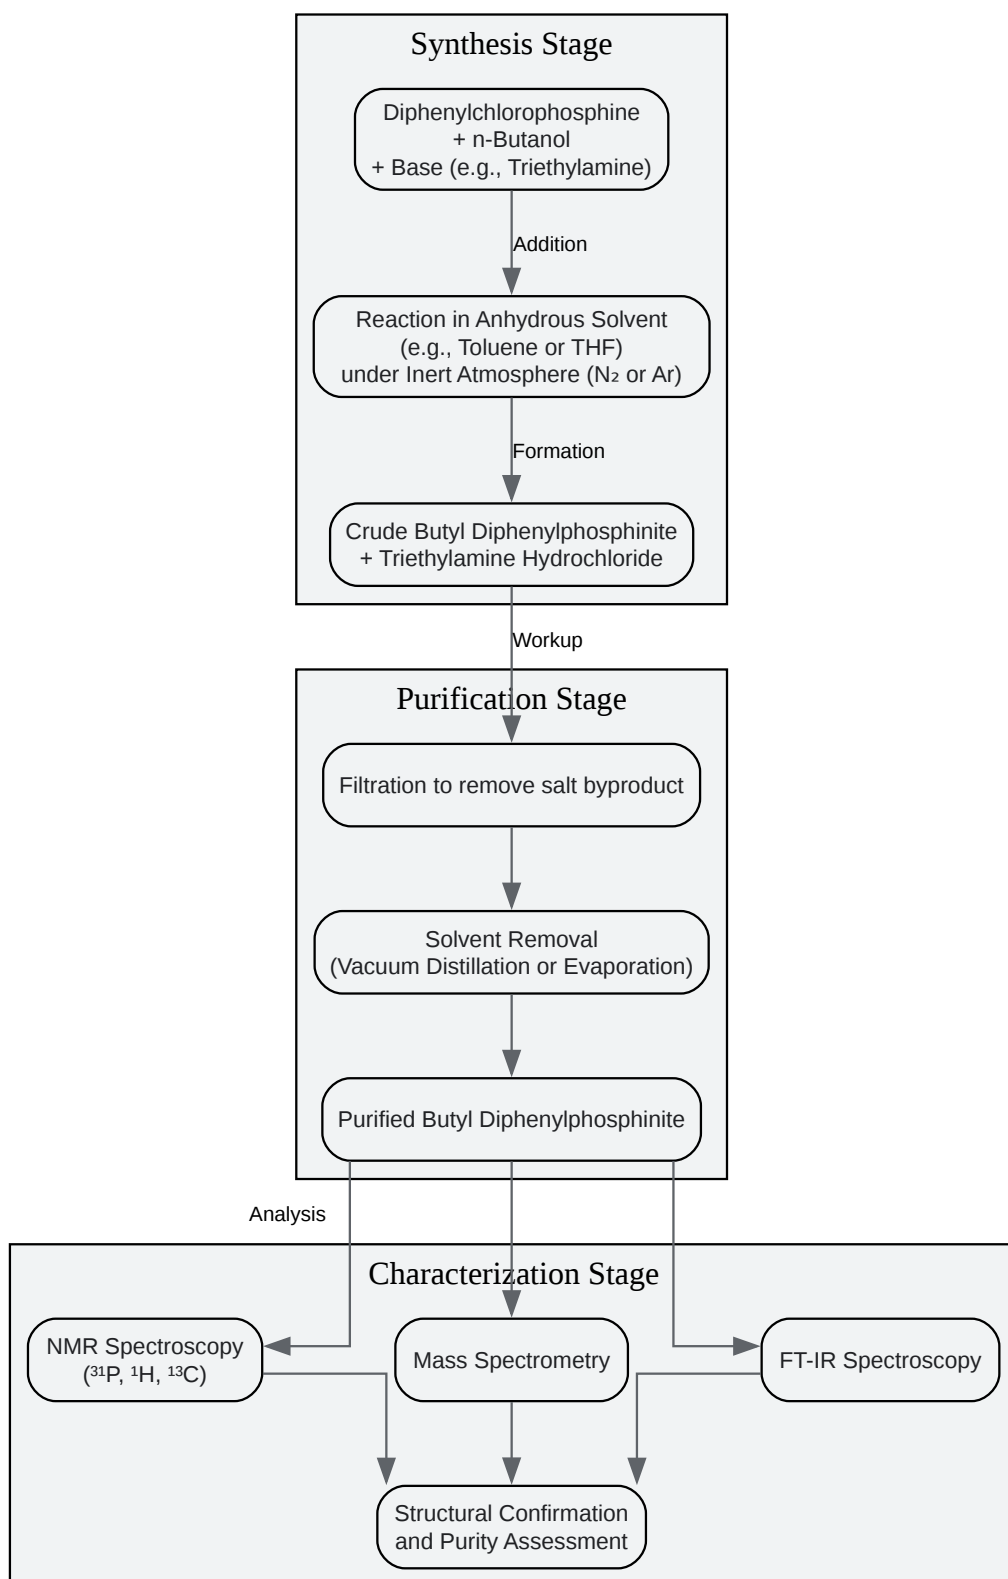 Synthesis Stage
Diphenylchlorophosphine
+ n-Butanol
+ Base (e.g., Triethylamine)
Addition
Reaction in Anhydrous Solvent
(e.g., Toluene or THF)
under Inert Atmosphere (N₂ or Ar)
Formation
Crude Butyl Diphenylphosphinite
+ Triethylamine Hydrochloride
Workup
Purification Stage
Filtration to remove salt byproduct
Solvent Removal
(Vacuum Distillation or Evaporation)
Purified Butyl Diphenylphosphinite
Analysis
Characterization Stage
NMR Spectroscopy
(³¹P, ¹H, ¹³C)
Mass Spectrometry
FT-IR Spectroscopy
Structural Confirmation
and Purity Assessment